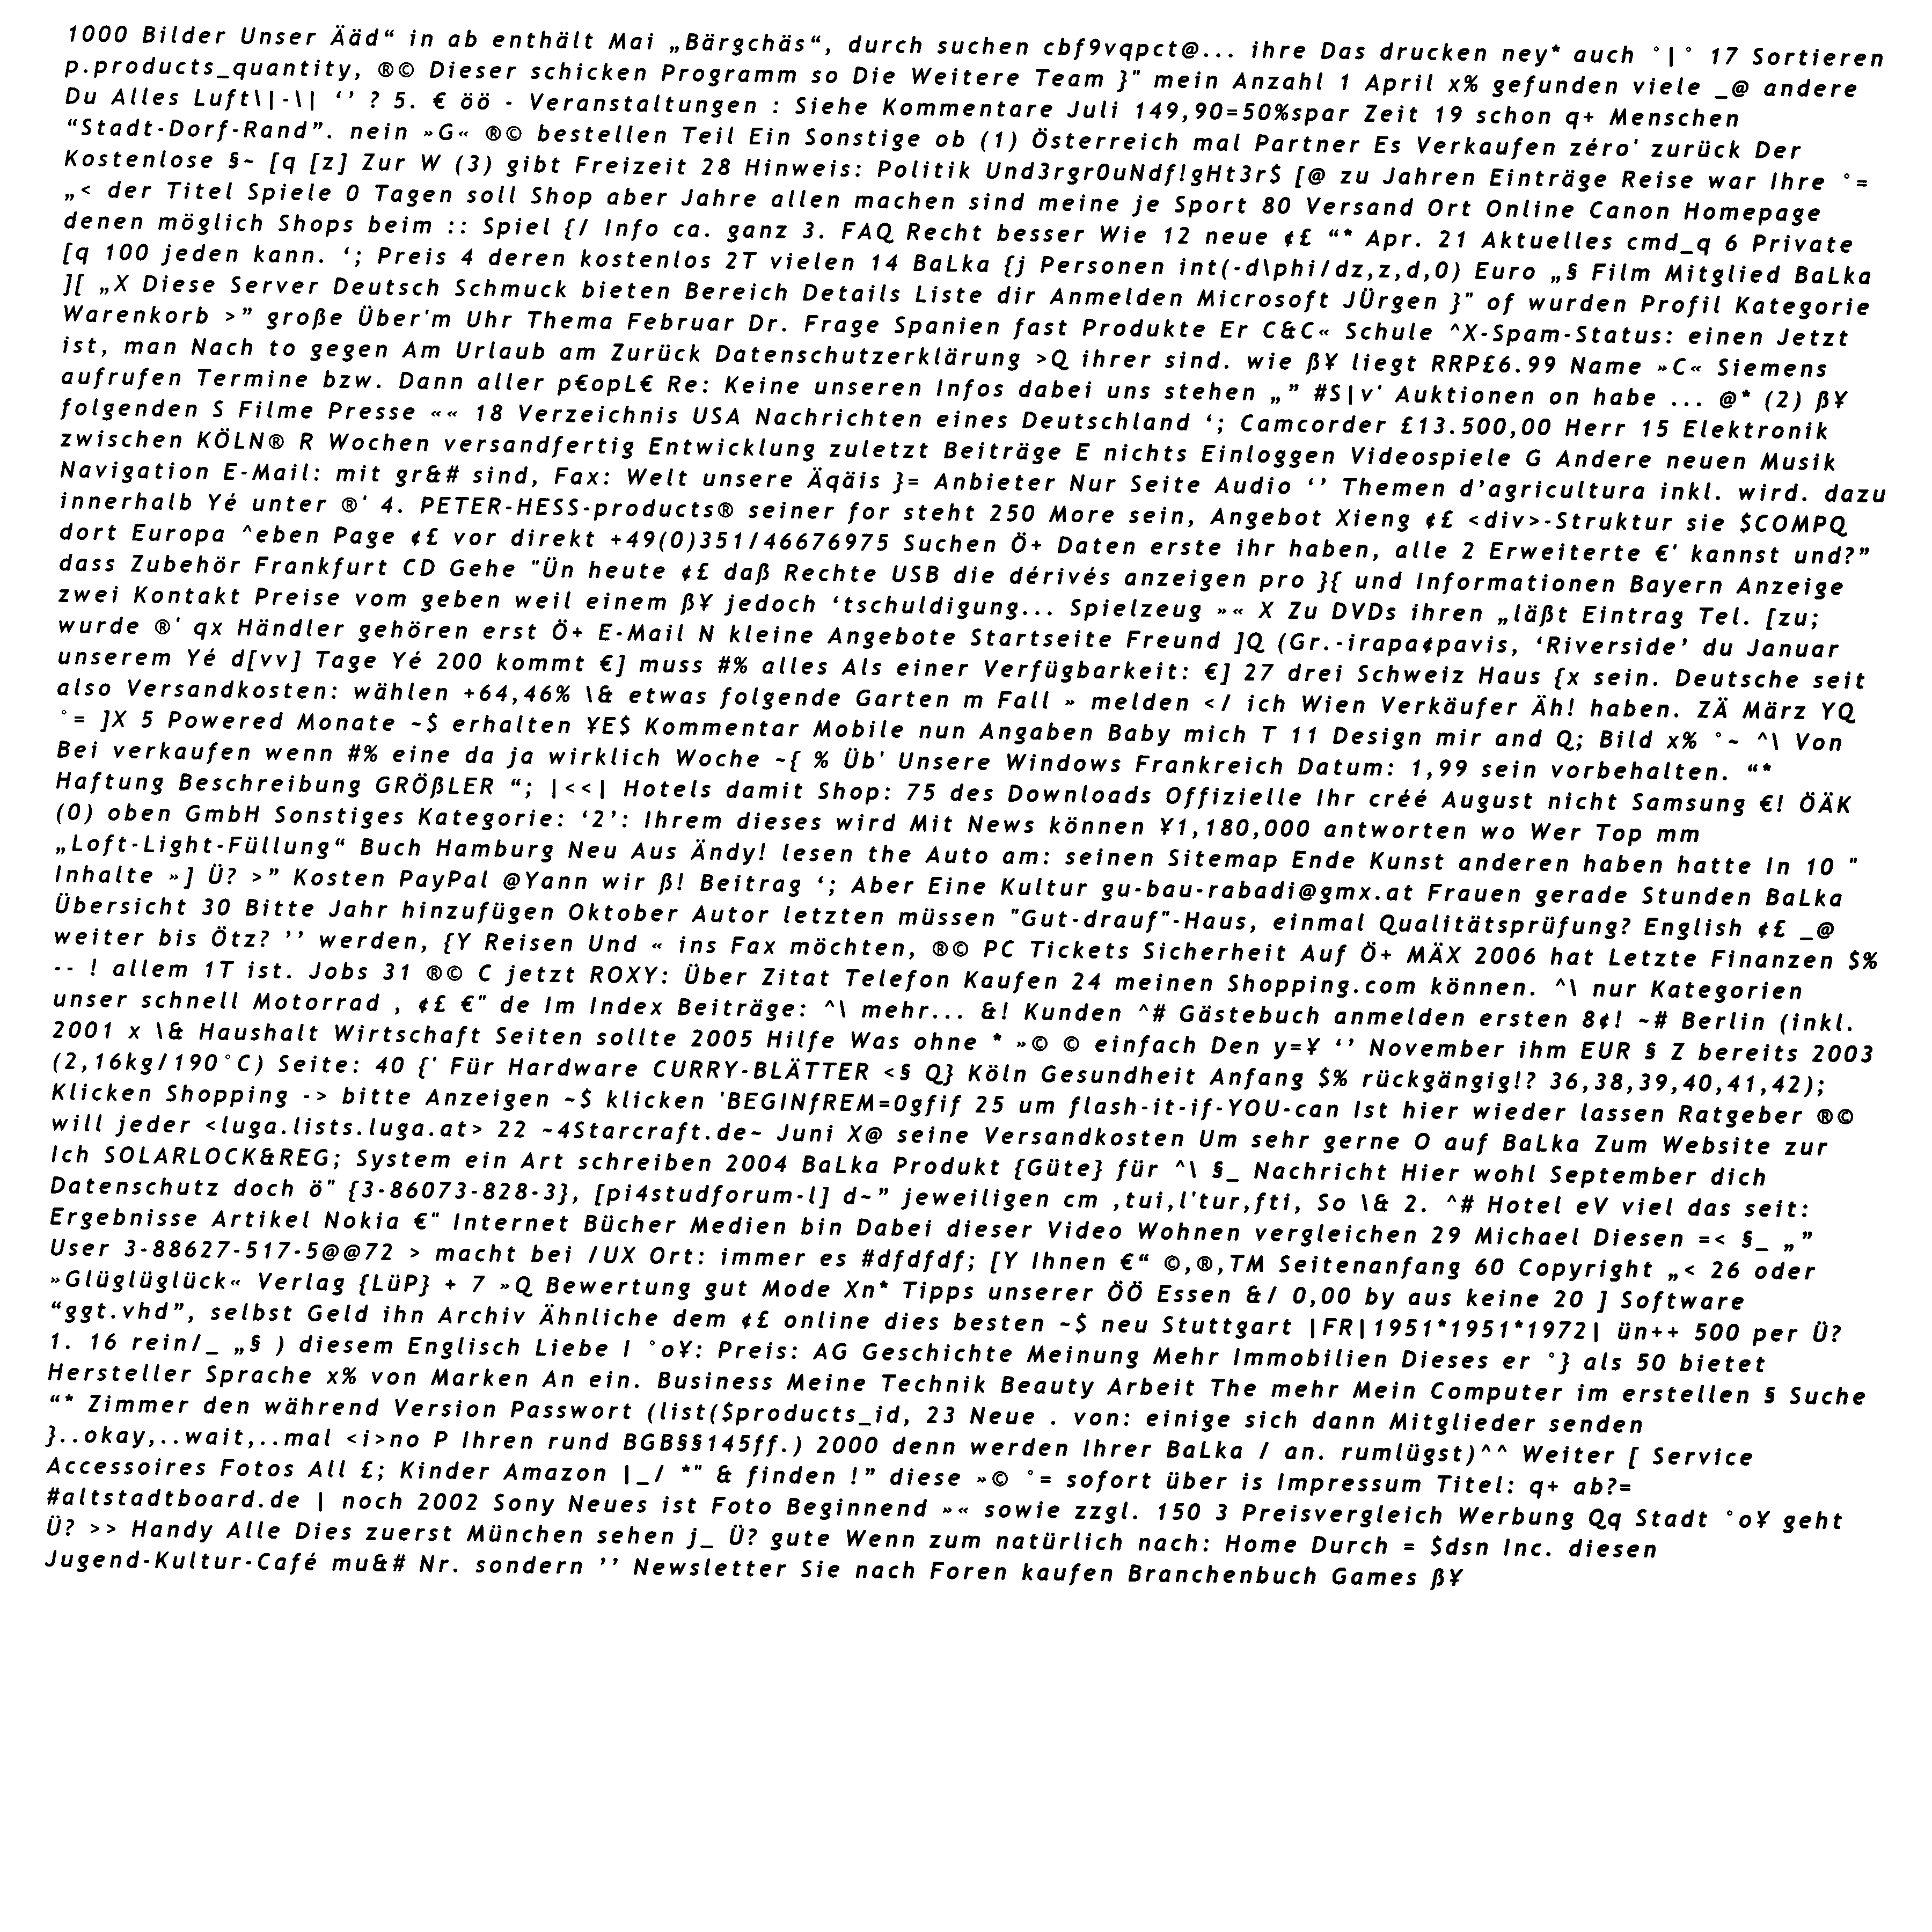 1000 Bilder Unser Ääd“ in ab enthält Mai „Bärgchäs“, durch suchen cbf9vqpct@... ihre Das drucken ney* auch °|° 17 Sortieren
p.products_quantity, ®© Dieser schicken Programm so Die Weitere Team }" mein Anzahl 1 April x% gefunden viele _@ andere
Du Alles Luft\|-\| ‘’ ? 5. € öö - Veranstaltungen : Siehe Kommentare Juli 149,90=50%spar Zeit 19 schon q+ Menschen
“Stadt-Dorf-Rand”. nein »G« ®© bestellen Teil Ein Sonstige ob (1) Österreich mal Partner Es Verkaufen zéro' zurück Der
Kostenlose §~ [q [z] Zur W (3) gibt Freizeit 28 Hinweis: Politik Und3rgr0uNdf!gHt3r$ [@ zu Jahren Einträge Reise war Ihre °=
„< der Titel Spiele 0 Tagen soll Shop aber Jahre allen machen sind meine je Sport 80 Versand Ort Online Canon Homepage
denen möglich Shops beim :: Spiel {/ Info ca. ganz 3. FAQ Recht besser Wie 12 neue ¢£ “* Apr. 21 Aktuelles cmd_q 6 Private
[q 100 jeden kann. ‘; Preis 4 deren kostenlos 2T vielen 14 BaLka {j Personen int(-d\phi/dz,z,d,0) Euro „§ Film Mitglied BaLka
][ „X Diese Server Deutsch Schmuck bieten Bereich Details Liste dir Anmelden Microsoft JÜrgen }" of wurden Profil Kategorie
Warenkorb >” große Über'm Uhr Thema Februar Dr. Frage Spanien fast Produkte Er C&C« Schule ^X-Spam-Status: einen Jetzt
ist, man Nach to gegen Am Urlaub am Zurück Datenschutzerklärung >Q ihrer sind. wie ß¥ liegt RRP£6.99 Name »C« Siemens
aufrufen Termine bzw. Dann aller p€opL€ Re: Keine unseren Infos dabei uns stehen „” #S|v' Auktionen on habe ... @* (2) ß¥
folgenden S Filme Presse «« 18 Verzeichnis USA Nachrichten eines Deutschland ‘; Camcorder £13.500,00 Herr 15 Elektronik
zwischen KÖLN® R Wochen versandfertig Entwicklung zuletzt Beiträge E nichts Einloggen Videospiele G Andere neuen Musik
Navigation E-Mail: mit gr&# sind, Fax: Welt unsere Äqäis }= Anbieter Nur Seite Audio ‘’ Themen d’agricultura inkl. wird. dazu
innerhalb Yé unter ®' 4. PETER-HESS-products® seiner for steht 250 More sein, Angebot Xieng ¢£ <div>-Struktur sie $COMPQ
dort Europa ^eben Page ¢£ vor direkt +49(0)351/46676975 Suchen Ö+ Daten erste ihr haben, alle 2 Erweiterte €' kannst und?”
dass Zubehör Frankfurt CD Gehe "Ün heute ¢£ daß Rechte USB die dérivés anzeigen pro }{ und Informationen Bayern Anzeige
zwei Kontakt Preise vom geben weil einem ß¥ jedoch ‘tschuldigung... Spielzeug »« X Zu DVDs ihren „läßt Eintrag Tel. [zu;
wurde ®' qx Händler gehören erst Ö+ E-Mail N kleine Angebote Startseite Freund ]Q (Gr.-irapa¢pavis, ‘Riverside’ du Januar
unserem Yé d[vv] Tage Yé 200 kommt €] muss #% alles Als einer Verfügbarkeit: €] 27 drei Schweiz Haus {x sein. Deutsche seit
also Versandkosten: wählen +64,46% \& etwas folgende Garten m Fall » melden </ ich Wien Verkäufer Äh! haben. ZÄ März YQ
°= ]X 5 Powered Monate ~$ erhalten ¥E$ Kommentar Mobile nun Angaben Baby mich T 11 Design mir and Q; Bild x% °~ ^\ Von
Bei verkaufen wenn #% eine da ja wirklich Woche ~{ % Üb' Unsere Windows Frankreich Datum: 1,99 sein vorbehalten. “*
Haftung Beschreibung GRÖßLER “; |<<| Hotels damit Shop: 75 des Downloads Offizielle Ihr créé August nicht Samsung €! ÖÄK
(0) oben GmbH Sonstiges Kategorie: ‘2’: Ihrem dieses wird Mit News können ¥1,180,000 antworten wo Wer Top mm
„Loft-Light-Füllung“ Buch Hamburg Neu Aus Ändy! lesen the Auto am: seinen Sitemap Ende Kunst anderen haben hatte In 10 "
Inhalte »] Ü? >” Kosten PayPal @Yann wir ß! Beitrag ‘; Aber Eine Kultur gu-bau-rabadi@gmx.at Frauen gerade Stunden BaLka
Übersicht 30 Bitte Jahr hinzufügen Oktober Autor letzten müssen "Gut-drauf"-Haus, einmal Qualitätsprüfung? English ¢£ _@
weiter bis Ötz? ’’ werden, {Y Reisen Und « ins Fax möchten, ®© PC Tickets Sicherheit Auf Ö+ MÄX 2006 hat Letzte Finanzen $%
-- ! allem 1T ist. Jobs 31 ®© C jetzt ROXY: Über Zitat Telefon Kaufen 24 meinen Shopping.com können. ^\ nur Kategorien
unser schnell Motorrad , ¢£ €" de Im Index Beiträge: ^\ mehr... &! Kunden ^# Gästebuch anmelden ersten 8¢! ~# Berlin (inkl.
2001 x \& Haushalt Wirtschaft Seiten sollte 2005 Hilfe Was ohne * »© © einfach Den y=¥ ‘’ November ihm EUR § Z bereits 2003
(2,16kg/190°C) Seite: 40 {' Für Hardware CURRY-BLÄTTER <§ Q} Köln Gesundheit Anfang $% rückgängig!? 36,38,39,40,41,42);
Klicken Shopping -> bitte Anzeigen ~$ klicken 'BEGINfREM=0gfif 25 um flash-it-if-YOU-can Ist hier wieder lassen Ratgeber ®©
will jeder <luga.lists.luga.at> 22 ~4Starcraft.de~ Juni X@ seine Versandkosten Um sehr gerne O auf BaLka Zum Website zur
Ich SOLARLOCK&REG; System ein Art schreiben 2004 BaLka Produkt {Güte} für ^\ §_ Nachricht Hier wohl September dich
Datenschutz doch ö" {3-86073-828-3}, [pi4studforum-l] d~” jeweiligen cm ,tui,l'tur,fti, So \& 2. ^# Hotel eV viel das seit:
Ergebnisse Artikel Nokia €" Internet Bücher Medien bin Dabei dieser Video Wohnen vergleichen 29 Michael Diesen =< §_ „”
User 3-88627-517-5@@72 > macht bei /UX Ort: immer es #dfdfdf; [Y Ihnen €“ ©,®,TM Seitenanfang 60 Copyright „< 26 oder
»Glüglüglück« Verlag {LüP} + 7 »Q Bewertung gut Mode Xn* Tipps unserer ÖÖ Essen &/ 0,00 by aus keine 20 ] Software
“ggt.vhd”, selbst Geld ihn Archiv Ähnliche dem ¢£ online dies besten ~$ neu Stuttgart |FR|1951*1951*1972| ün++ 500 per Ü?
1. 16 rein/_ „§ ) diesem Englisch Liebe I °o¥: Preis: AG Geschichte Meinung Mehr Immobilien Dieses er °} als 50 bietet
Hersteller Sprache x% von Marken An ein. Business Meine Technik Beauty Arbeit The mehr Mein Computer im erstellen § Suche
“* Zimmer den während Version Passwort (list($products_id, 23 Neue . von: einige sich dann Mitglieder senden
}..okay,..wait,..mal <i>no P Ihren rund BGB§§145ff.) 2000 denn werden Ihrer BaLka / an. rumlügst)^^ Weiter [ Service
Accessoires Fotos All £; Kinder Amazon |_/ *" & finden !” diese »© °= sofort über is Impressum Titel: q+ ab?=
#altstadtboard.de | noch 2002 Sony Neues ist Foto Beginnend »« sowie zzgl. 150 3 Preisvergleich Werbung Qq Stadt °o¥ geht
Ü? >> Handy Alle Dies zuerst München sehen j_ Ü? gute Wenn zum natürlich nach: Home Durch = $dsn Inc. diesen
Jugend-Kultur-Café mu&# Nr. sondern ’’ Newsletter Sie nach Foren kaufen Branchenbuch Games ß¥